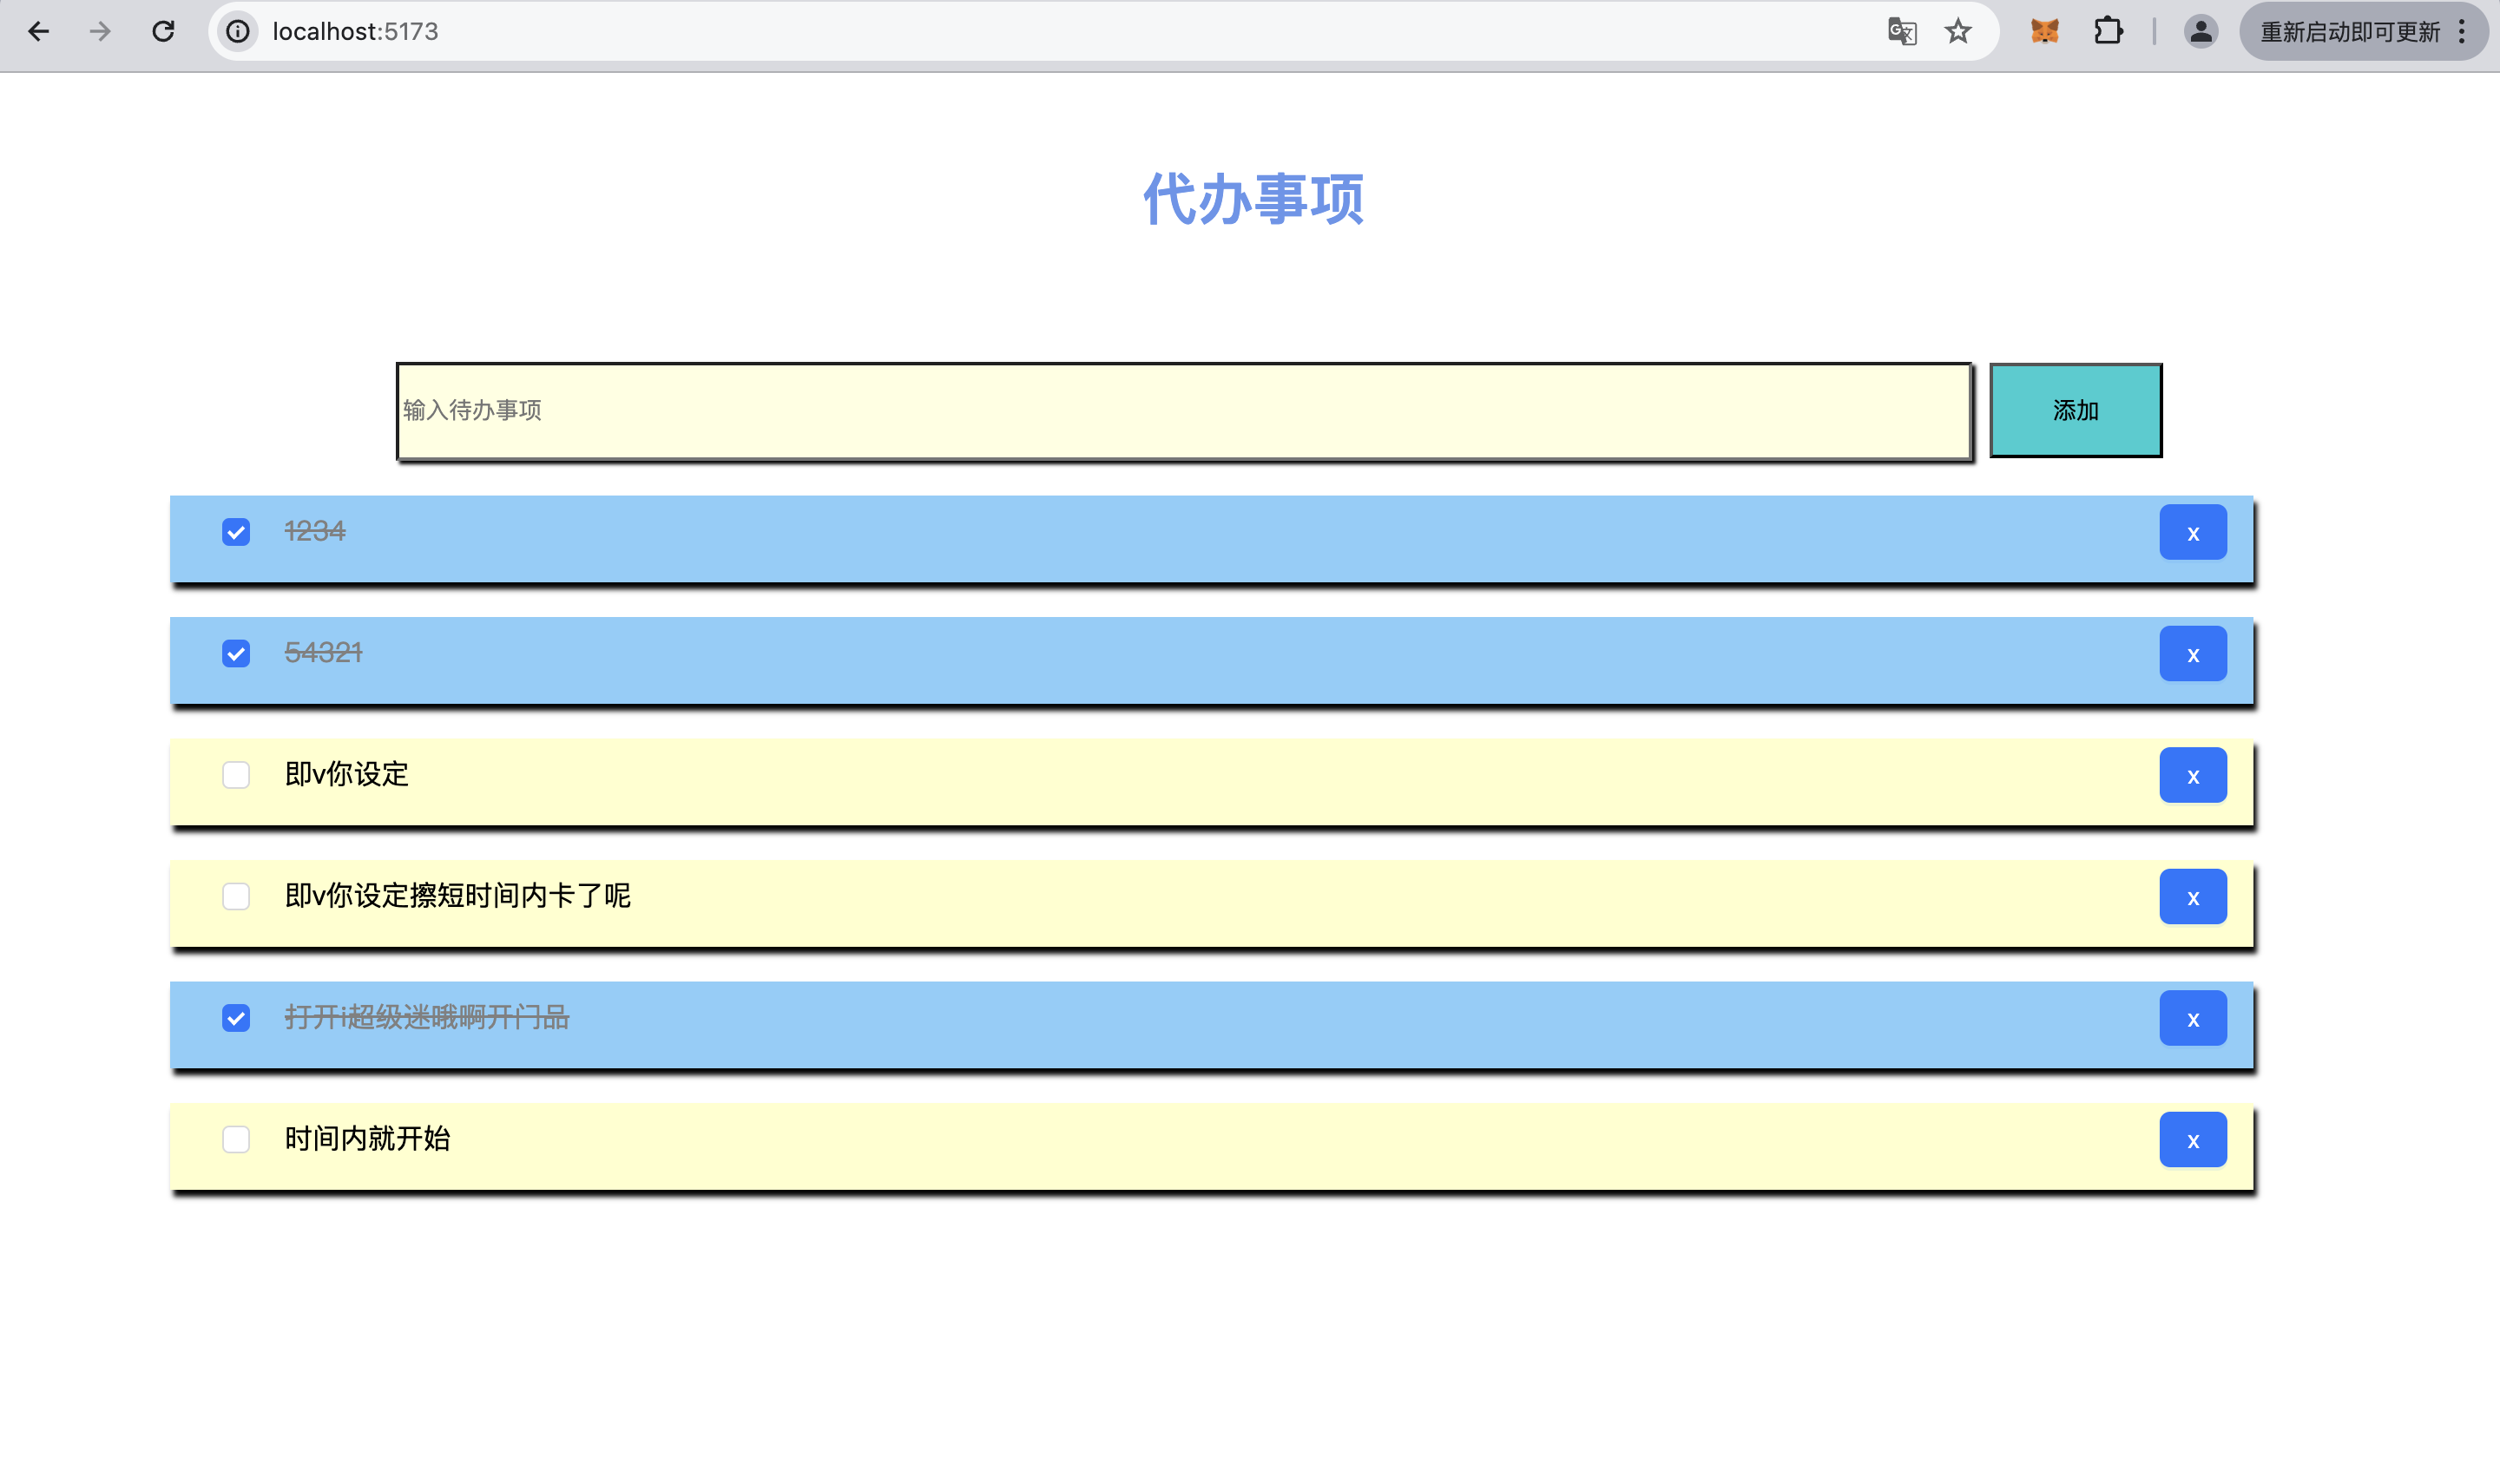 localhost:5173
重新启动即可更新
代办事项
输入待办事项
添加
1234
x
54321
x
即v你设定
x
即v你设定擦短时间内卡了呢
x
打开i超级迷哦啊开门品
x
时间内就开始
x